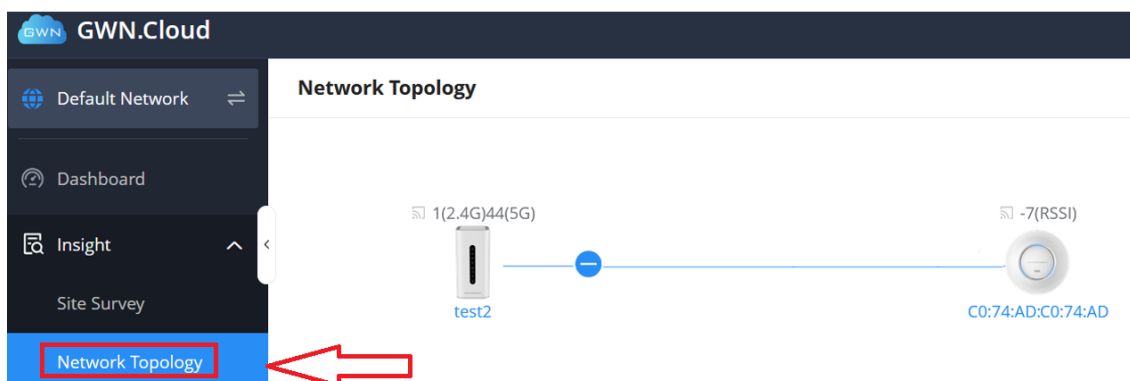 GWN GWN.Cloud
Default Network
Network Topology
Dashboard
1(2.4G)44(5G)
-7(RSSI)
Insight
Site Survey
test2
C0:74:AD:C0:74:AD
Network Topology